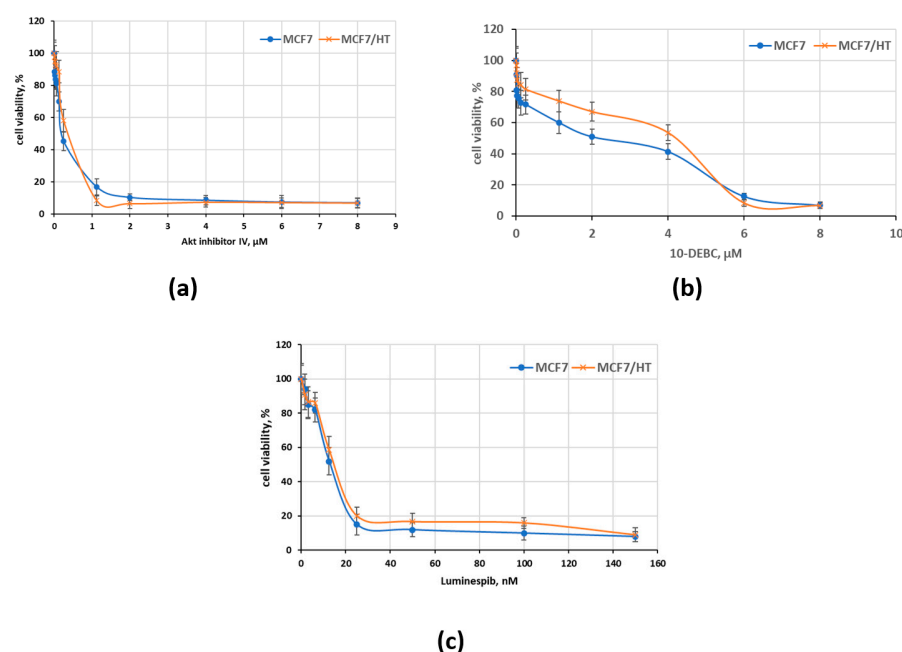 120
100
80
60
40
20
0
cell viability, %
MCF7 MCF7/HT
0 1 2 3 4 5 6 7 8 9
Akt inhibitor IV, µM
(a)
120
100
80
60
40
20
0
cell viability, %
MCF7 MCF7/HT
0 2 4 6 8 10
10-DEBC, µM
(b)
120
100
80
60
40
20
0
cell viability, %
MCF7 MCF7/HT
0 20 40 60 80 100 120 140 160
Luminespib, nM
(c)